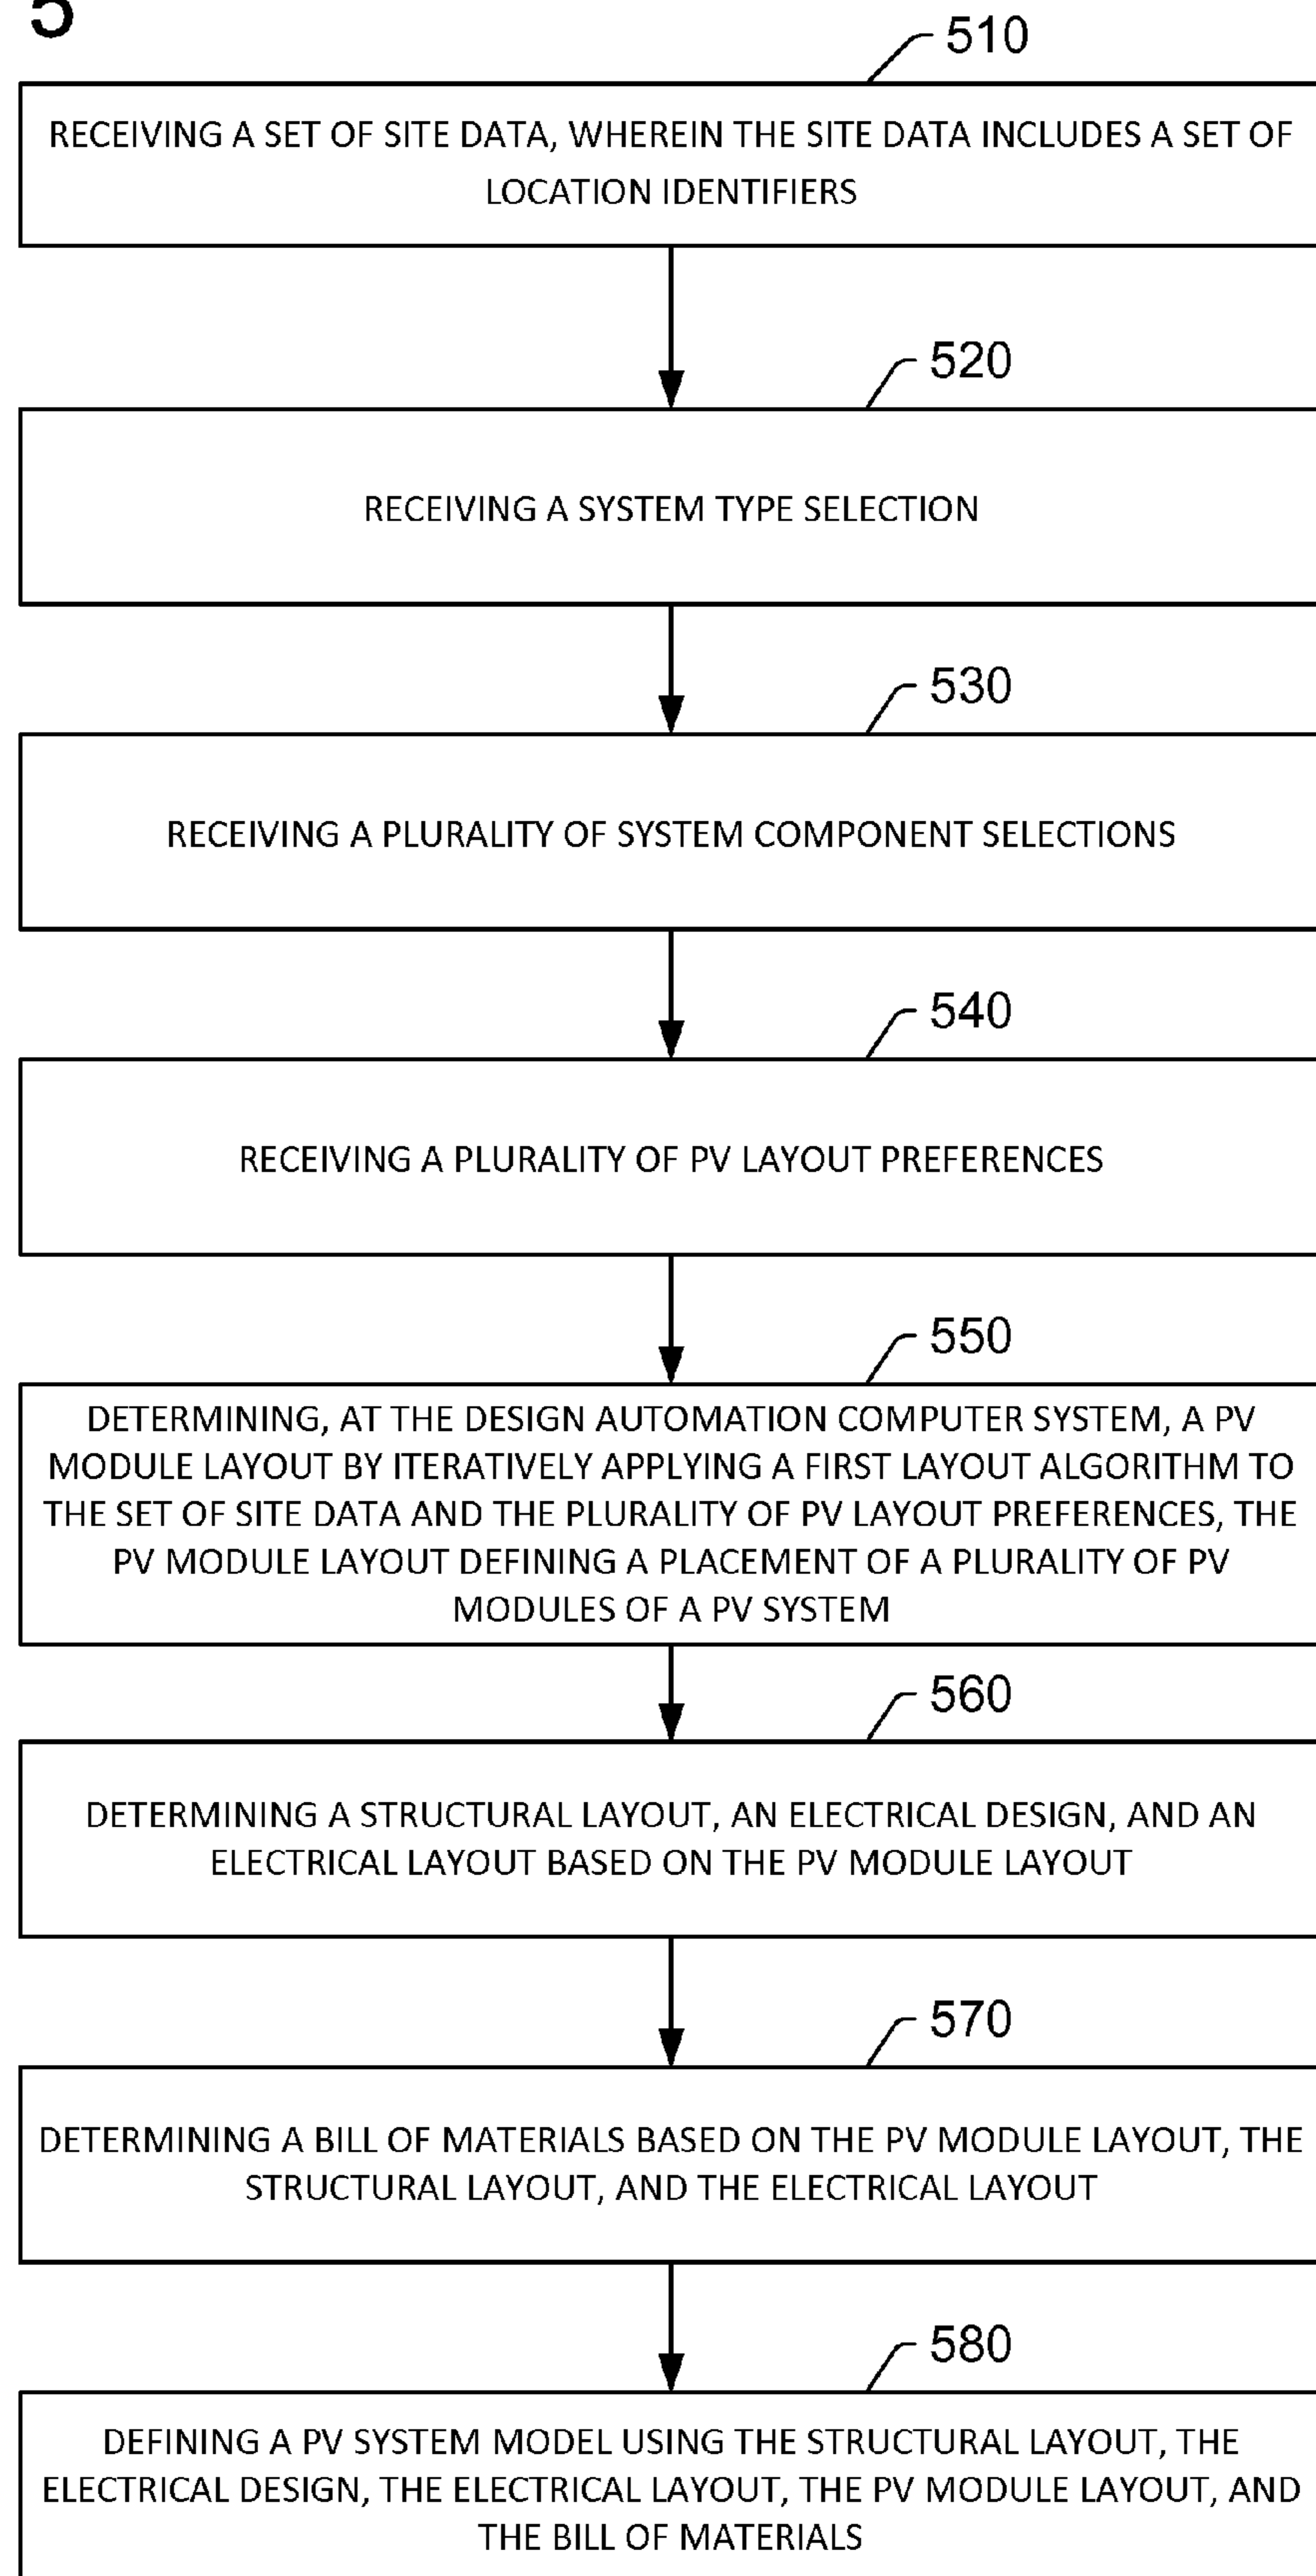 5
510
RECEIVING A SET OF SITE DATA, WHEREIN THE SITE DATA INCLUDES A SET OF
LOCATION IDENTIFIERS
520
RECEIVING A SYSTEM TYPE SELECTION
530
RECEIVING A PLURALITY OF SYSTEM COMPONENT SELECTIONS
540
RECEIVING A PLURALITY OF PV LAYOUT PREFERENCES
550
DETERMINING, AT THE DESIGN AUTOMATION COMPUTER SYSTEM, A PV
MODULE LAYOUT BY ITERATIVELY APPLYING A FIRST LAYOUT ALGORITHM TO
THE SET OF SITE DATA AND THE PLURALITY OF PV LAYOUT PREFERENCES, THE
PV MODULE LAYOUT DEFINING A PLACEMENT OF A PLURALITY OF PV
MODULES OF A PV SYSTEM
560
DETERMINING A STRUCTURAL LAYOUT, AN ELECTRICAL DESIGN, AND AN
ELECTRICAL LAYOUT BASED ON THE PV MODULE LAYOUT
570
DETERMINING A BILL OF MATERIALS BASED ON THE PV MODULE LAYOUT, THE
STRUCTURAL LAYOUT, AND THE ELECTRICAL LAYOUT
580
DEFINING A PV SYSTEM MODEL USING THE STRUCTURAL LAYOUT, THE
ELECTRICAL DESIGN, THE ELECTRICAL LAYOUT, THE PV MODULE LAYOUT, AND
THE BILL OF MATERIALS